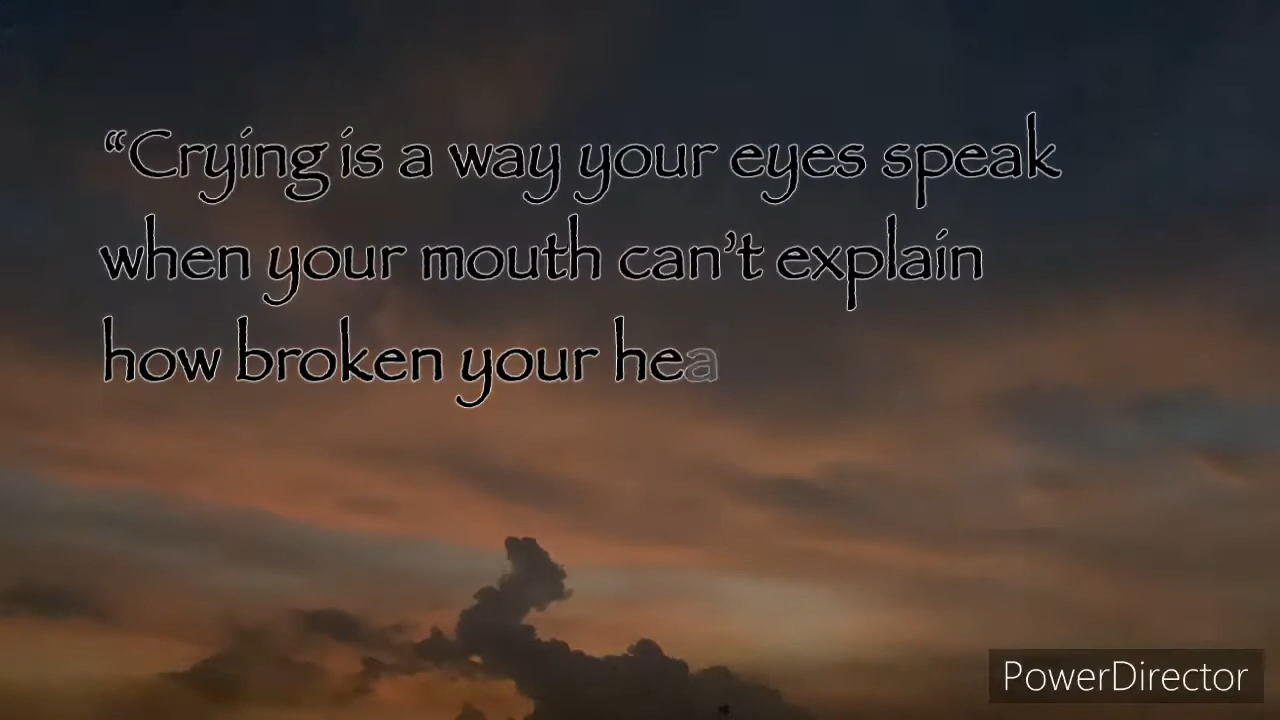 “Crying is a way your eyes speak
when your mouth can’t explain
how broken your hea
PowerDirector